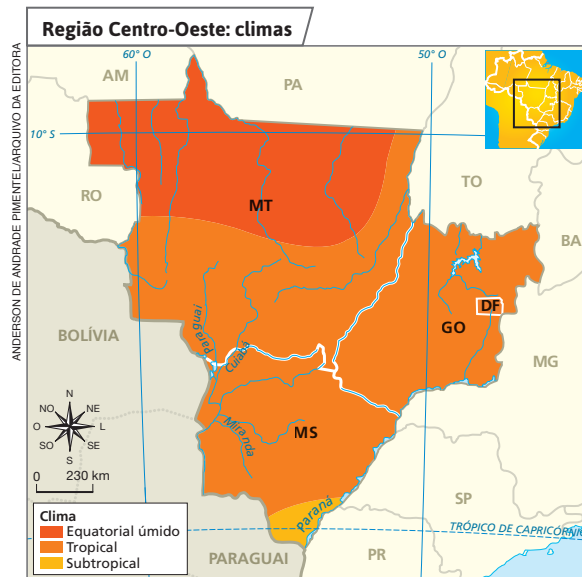 Região Centro-Oeste: climas
60° O
50° O
AM
PA
10° S
RO
MT
TO
BA
DF
GO
BOLÍVIA
Paraguai
Cuiabá
MG
N
NO
NE
O
L
SO
SE
S
Miranda
MS
0 230 km
SP
Paraná
Clima
Equatorial úmido
Tropical
Subtropical
TRÓPICO DE CAPRICÓRNIO
PARAGUAI
PR
ANDERSON DE ANDRADE PIMENTEL/ARQUIVO DA EDITORA